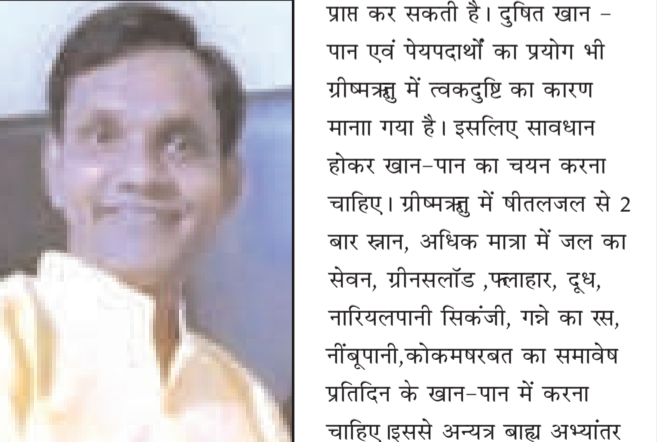 प्राप्त कर सकती है। दुषित खान -
पान एवं पेयपदार्थों का प्रयोग भी
ग्रीष्मऋतु में त्वकदुष्टि का कारण
मानाा गया है। इसलिए सावधान
होकर खान-पान का चयन करना
चाहिए। ग्रीष्मऋतु में षीतलजल से 2
बार स्नान, अधिक मात्रा में जल का
सेवन, ग्रीनसलॉड ,फ्लाहार, दूध,
नारियलपानी सिकंजी, गन्ने का रस,
नींबूपानी,कोकमषरबत का समावेष
प्रतिदिन के खान-पान में करना
चाहिए।इससे अन्यत्र बाह्य अभ्यांतर